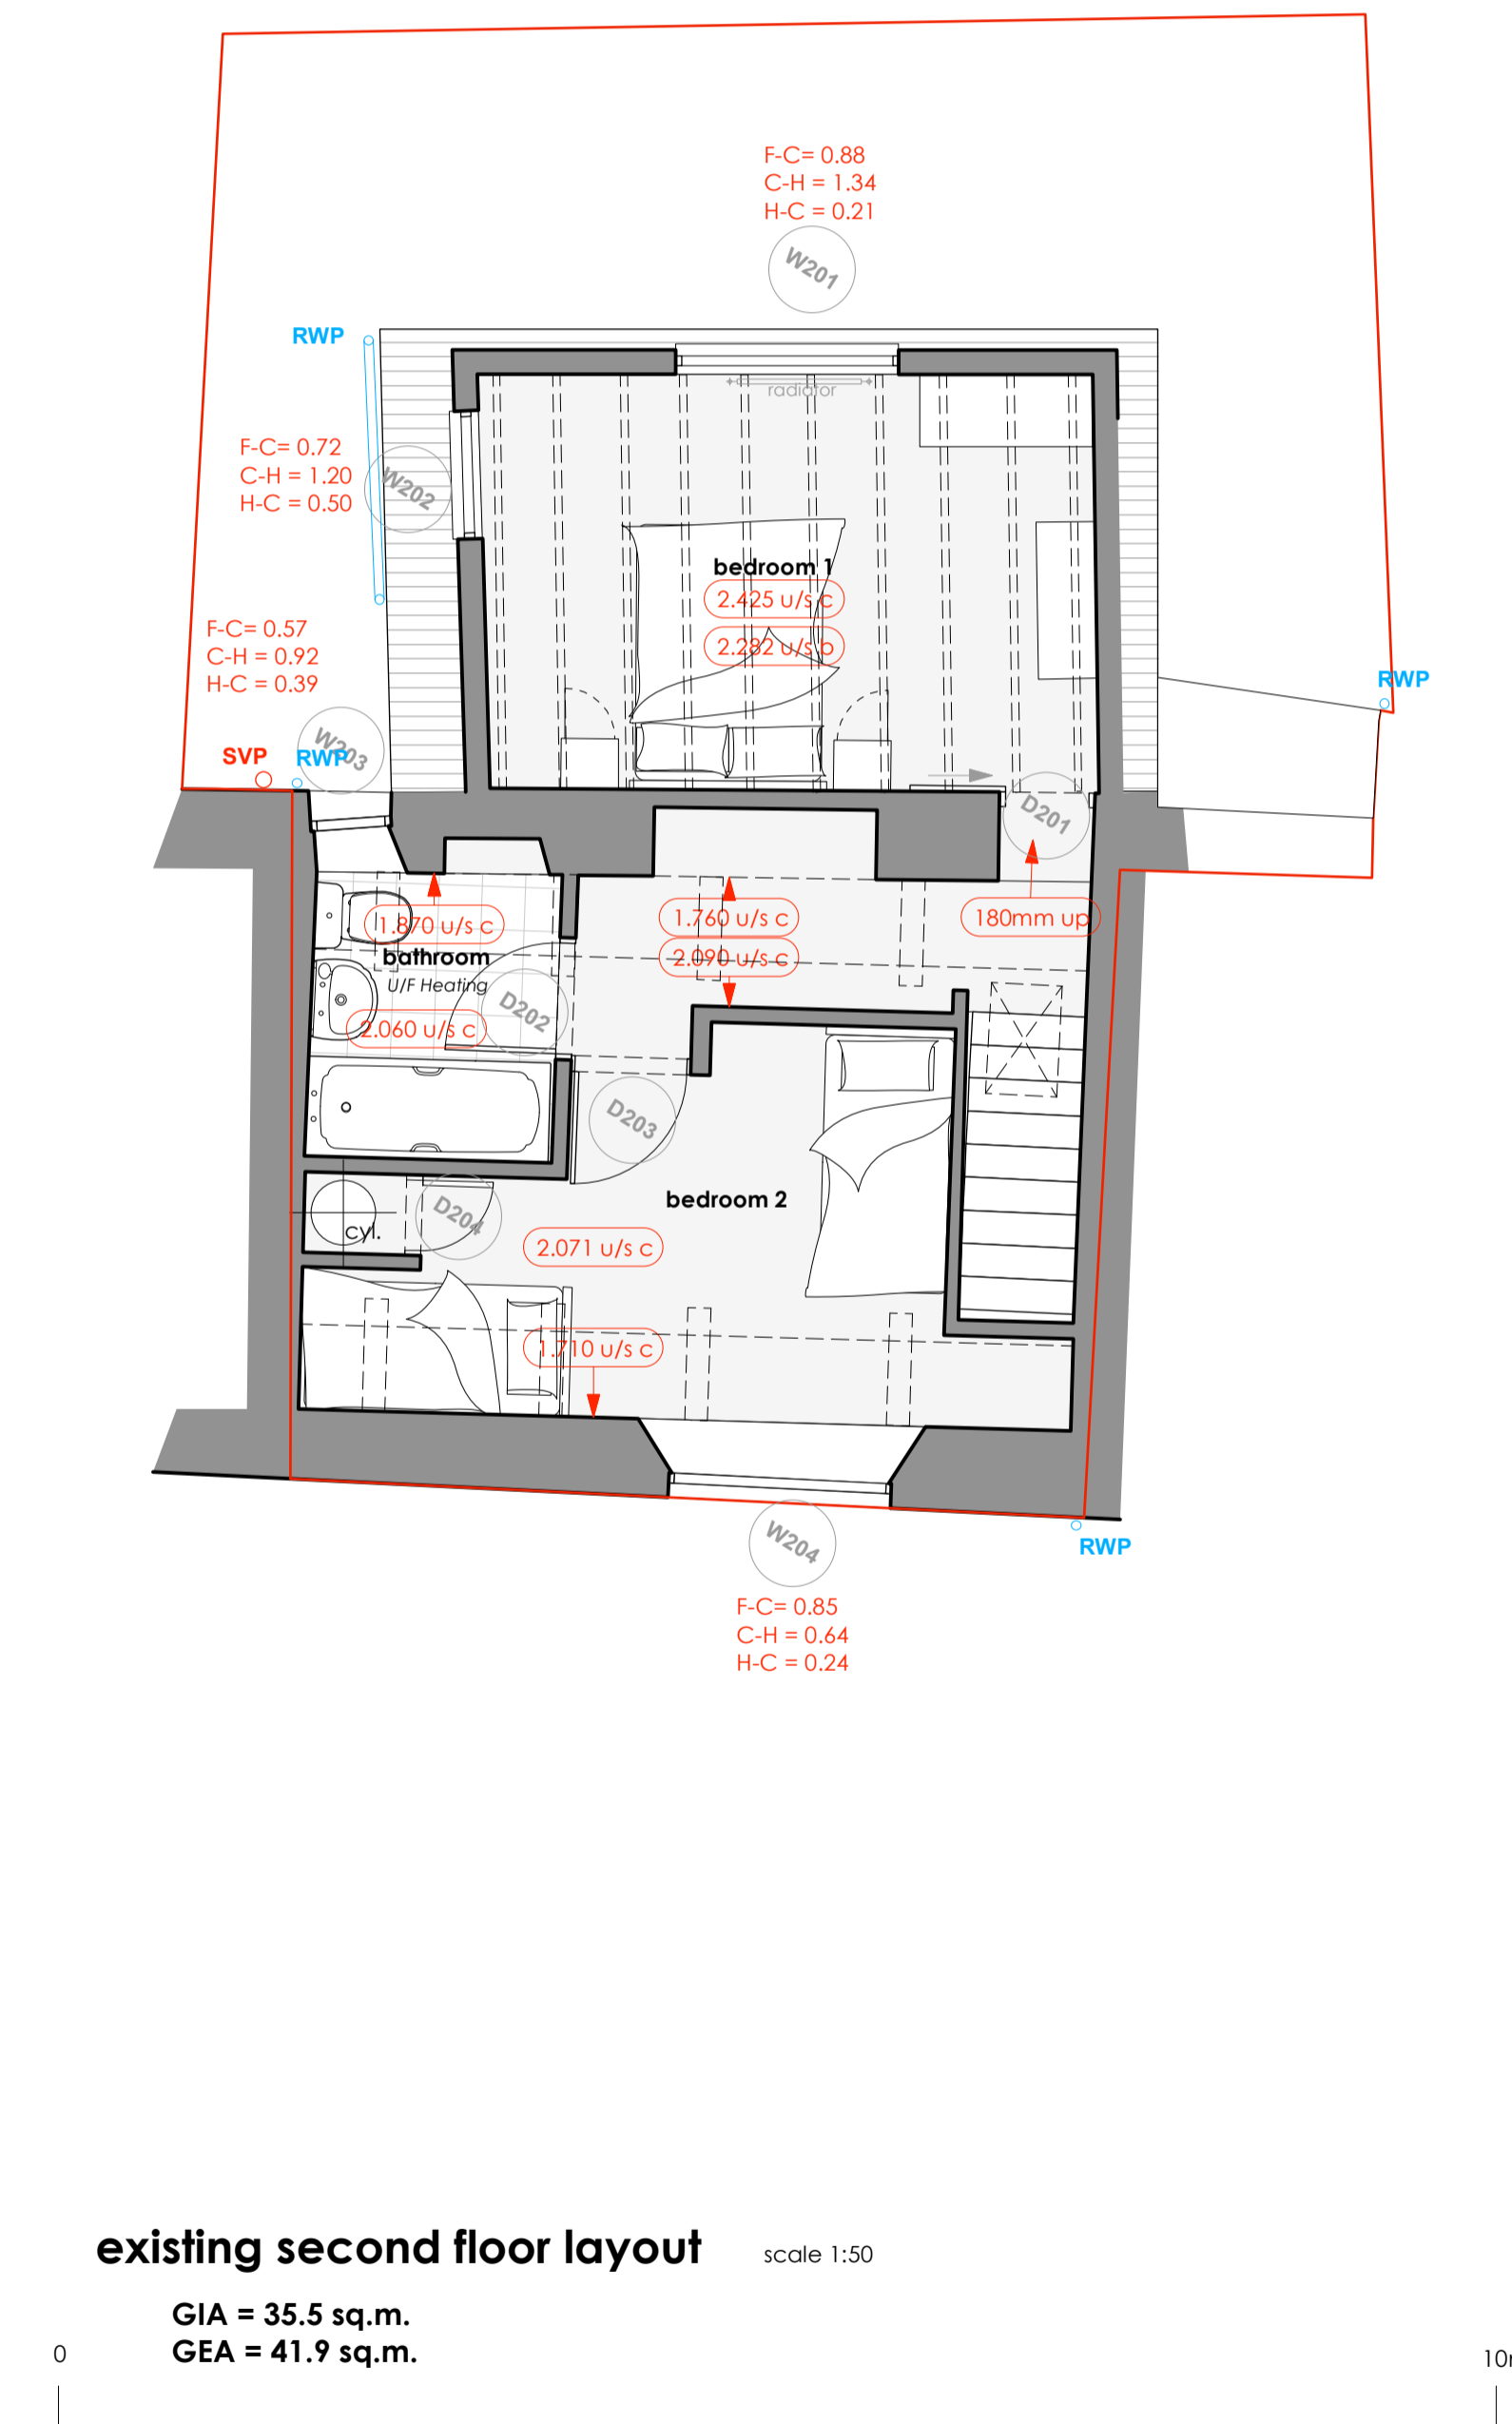 F-C= 0.88
C-H = 1.34
H-C = 0.21
W201
RWP
radiator
F-C= 0.72
C-H = 1.20
H-C = 0.50
W202
bedroom 1
2.425 u/s c
2.282 u/s b
F-C= 0.57
C-H = 0.92
H-C = 0.39
RWP
W203
SVP
RWP
D201
1.870 u/s c
1.760 u/s c
180mm up
bathroom
2.090 u/s c
U/F Heating
D202
2.060 u/s c
D203
bedroom 2
D204
cyl.
2.071 u/s c
1.710 u/s c
W204
RWP
F-C= 0.85
C-H = 0.64
H-C = 0.24
existing second floor layout
scale 1:50
GIA = 35.5 sq.m.
GEA = 41.9 sq.m.
0
10m